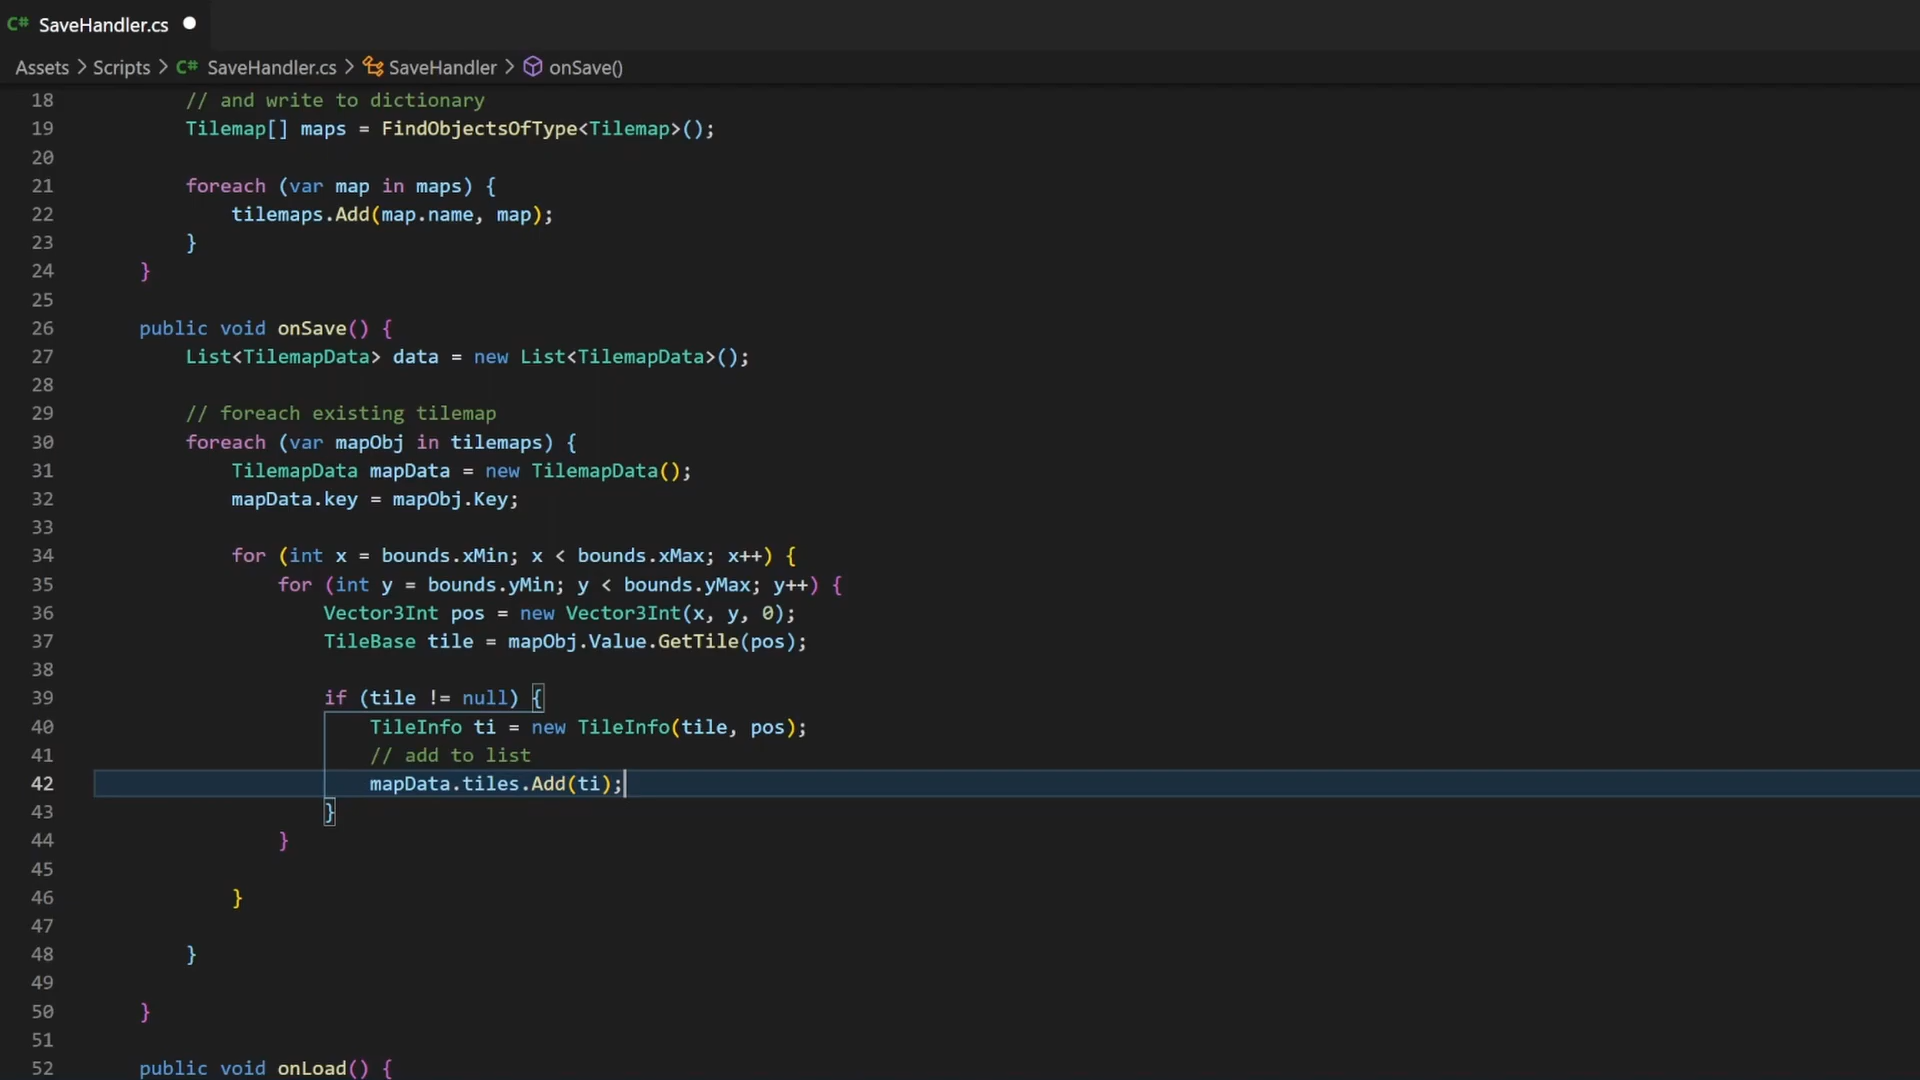 C# SaveHandler.cs
Assets > Scripts > C# SaveHandler.cs > SaveHandler > onSave()
18 // and write to dictionary
19 Tilemap[] maps = FindObjectsOfType<Tilemap>();
20
21 foreach (var map in maps) {
22 tilemaps.Add(map.name, map);
23 }
24 }
25
26 public void onSave() {
27 List<TilemapData> data = new List<TilemapData>();
28
29 // foreach existing tilemap
30 foreach (var mapObj in tilemaps) {
31 TilemapData mapData = new TilemapData();
32 mapData.key = mapObj.Key;
33
34 for (int x = bounds.xMin; x < bounds.xMax; x++) {
35 for (int y = bounds.yMin; y < bounds.yMax; y++) {
36 Vector3Int pos = new Vector3Int(x, y, 0);
37 TileBase tile = mapObj.Value.GetTile(pos);
38
39 if (tile != null) {
40 TileInfo ti = new TileInfo(tile, pos);
41 // add to list
42 mapData.tiles.Add(ti);
43 }
44 }
45
46 }
47
48 }
49
50 }
51
52 public void onLoad() {